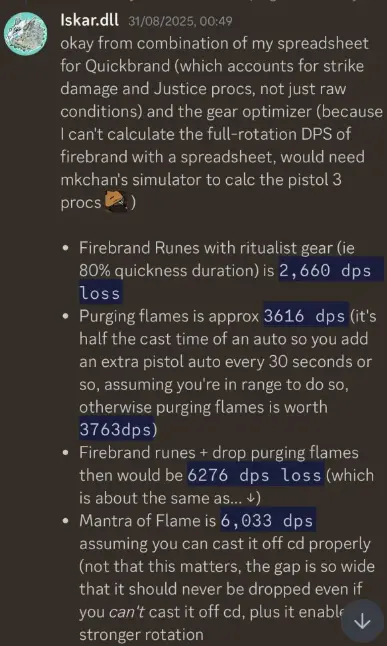 Iskar.dll 31/08/2025, 00:49
okay from combination of my spreadsheet
for Quickbrand (which accounts for strike
damage and Justice procs, not just raw
conditions) and the gear optimizer (because
I can't calculate the full-rotation DPS of
firebrand with a spreadsheet, would need
mkchan's simulator to calc the pistol 3
procs )
• Firebrand Runes with ritualist gear (ie
80% quickness duration) is 2,660 dps
loss
• Purging flames is approx 3616 dps (it's
half the cast time of an auto so you add
an extra pistol auto every 30 seconds or
so, assuming you're in range to do so,
otherwise purging flames is worth
3763dps)
• Firebrand runes + drop purging flames
then would be 6276 dps loss (which
is about the same as... ↓)
• Mantra of Flame is 6,033 dps
assuming you can cast it off cd properly
(not that this matters, the gap is so wide
that it should never be dropped even if
you can't cast it off cd, plus it
stronger rotation